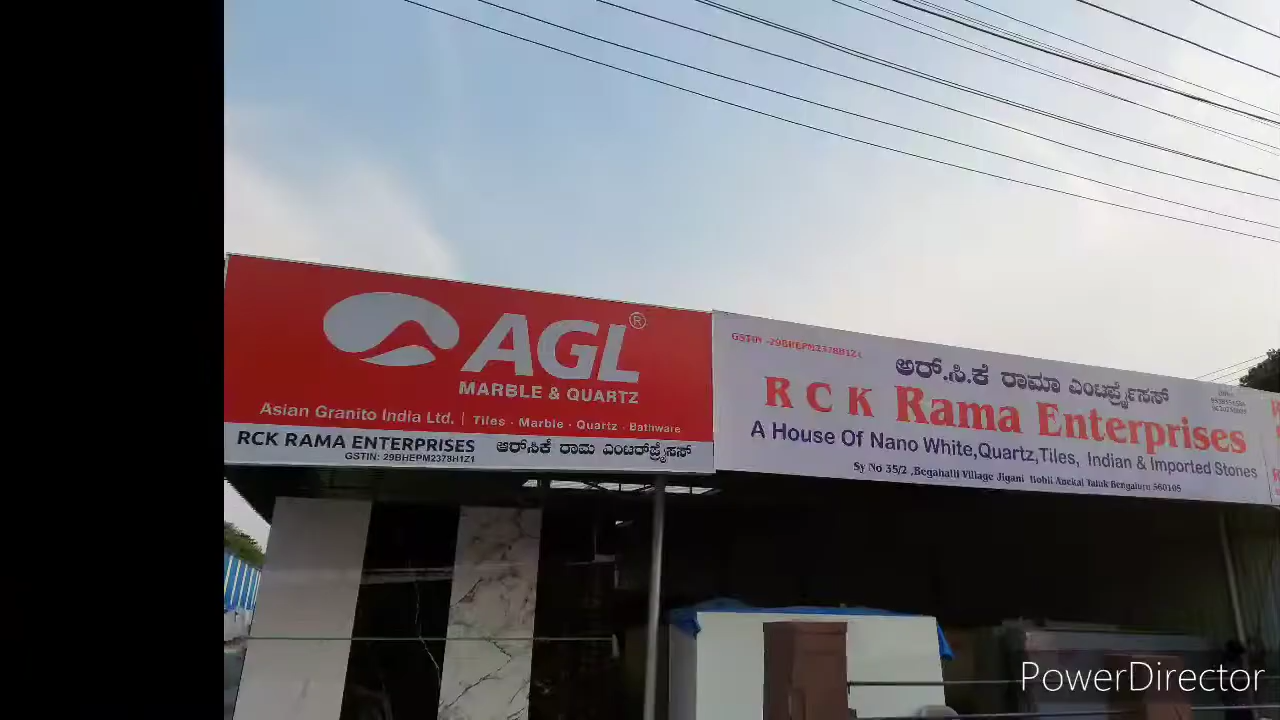 AGL ®
MARBLE & QUARTZ
Asian Granito India Ltd. | Tiles · Marble · Quartz · Bathware
RCK RAMA ENTERPRISES
GSTIN: 29BHEPM2378H1Z1
ಆರ್‌ಸಿಕೆ ರಾಮ ಎಂಟರ್‌ಪ್ರೈಸಸ್
GSTIN -29BHEPM2378H1Z1
ಆರ್.ಸಿ.ಕೆ ರಾಮಾ ಎಂಟರ್ಪ್ರೈಸಸ್
R C K Rama Enterprises
A House Of Nano White,Quartz,Tiles, Indian & Imported Stones
Sy No 35/2 ,Begahalli Village Jigani Hobli Anekal Taluk Bengaluru 560105
PowerDirector